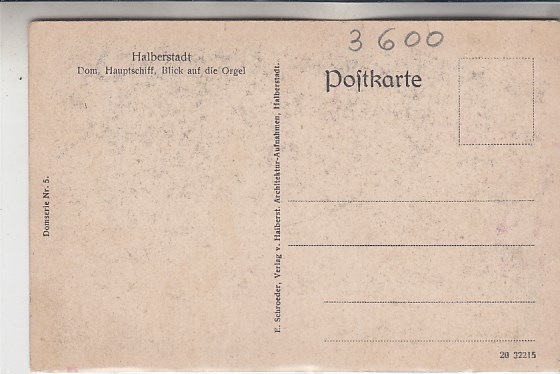 3600
Halberstadt
Dom, Hauptschiff, Blick auf die Orgel
Poſtkarte
Domserie Nr. 5.
E. Schroeder, Verlag v. Halberst. Architektur-Aufnahmen, Halberstadt.
20 32215